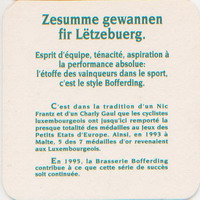 Zesumme gewannen
fir Lëtzebuerg.
Esprit d'équipe, ténacité, aspiration à
la performance absolue:
l'étoffe des vainqueurs dans le sport,
c'est le style Bofferding.
C'est dans la tradition d'un Nic
Frantz et d'un Charly Gaul que les cyclistes
luxembourgeois ont jusqu'ici remporté la
presque totalité des médailles au Jeux des
Petits Etats d'Europe. Ainsi, en 1993 à
Malte, 5 des 7 médailles d'or revenaient
aux Luxembourgeois.
En 1995, la Brasserie Bofferding
contribue à ce que cette série de succès
soit continuée.